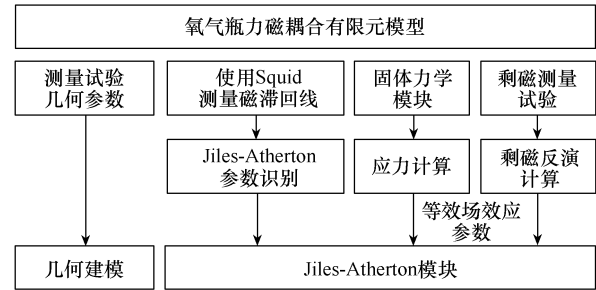 氧气瓶力磁耦合有限元模型
测量试验
几何参数
使用Squid
测量磁滞回线
固体力学
模块
剩磁测量
试验
Jiles-Atherton
参数识别
应力计算
剩磁反演
计算
等效场效应
参数
几何建模
Jiles-Atherton模块